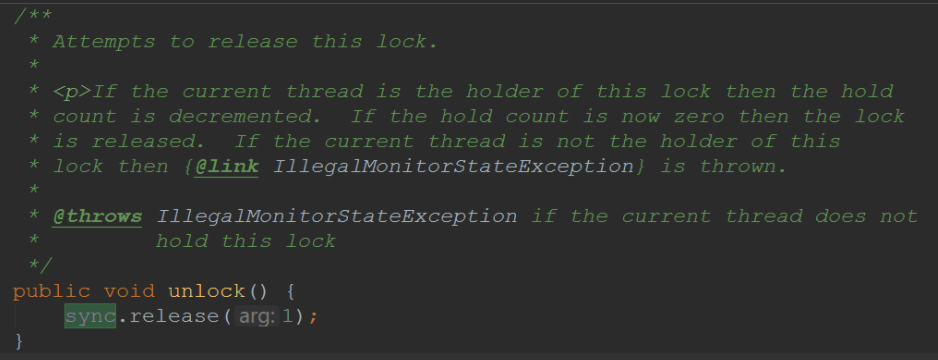 /**
 * Attempts to release this lock.
 *
 * <p>If the current thread is the holder of this lock then the hold
 * count is decremented.  If the hold count is now zero then the lock
 * is released.  If the current thread is not the holder of this
 * lock then {@link IllegalMonitorStateException} is thrown.
 *
 * @throws IllegalMonitorStateException if the current thread does not
 *         hold this lock
 */
public void unlock() {
    sync.release( arg: 1);
}